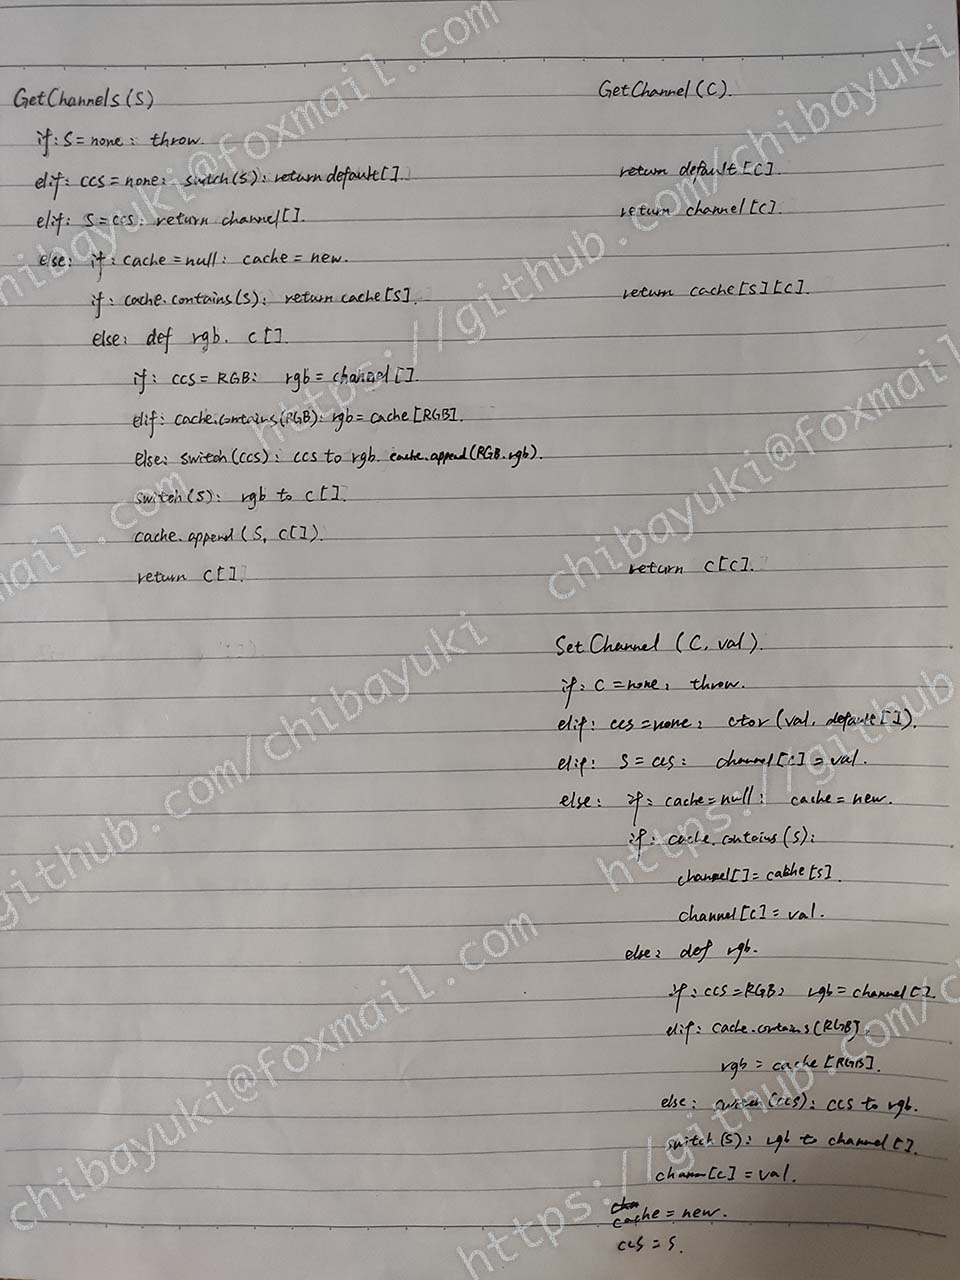 GetChannels(S)
if: S = none: throw.
elif: ccs = none: switch(s): return default[].
elif: S = ccs: return channel[].
else: if: cache = null: cache = new.
if: cache.contains(S): return cache[S].
else: def rgb. c[].
if: ccs = RGB: rgb = channel[].
elif: cache.contains(RGB): rgb = cache[RGB].
else: switch(ccs): ccs to rgb. cache.append(RGB.rgb).
switch(S): rgb to c[].
cache.append(S, c[]).
return c[].
GetChannel(C).
return default[C].
return channel[C].
return cache[S][C].
return c[C].
SetChannel (C, val).
if: C = none: throw.
elif: ccs = none: ctor(val, default[]).
elif: S = ccs: channel[c] = val.
else: if: cache = null: cache = new.
if: cache.contains(S):
channel[] = cache[S].
channel[c] = val.
else: def rgb.
if: ccs = RGB: rgb = channel[].
elif: cache.contains(RGB),
rgb = cache[RGB].
else: switch(ccs): ccs to rgb.
switch(S): rgb to channel[].
chann[c] = val.
cache = new.
ccs = S.
chibayuki@foxmail.com
https://github.com/chibayuki